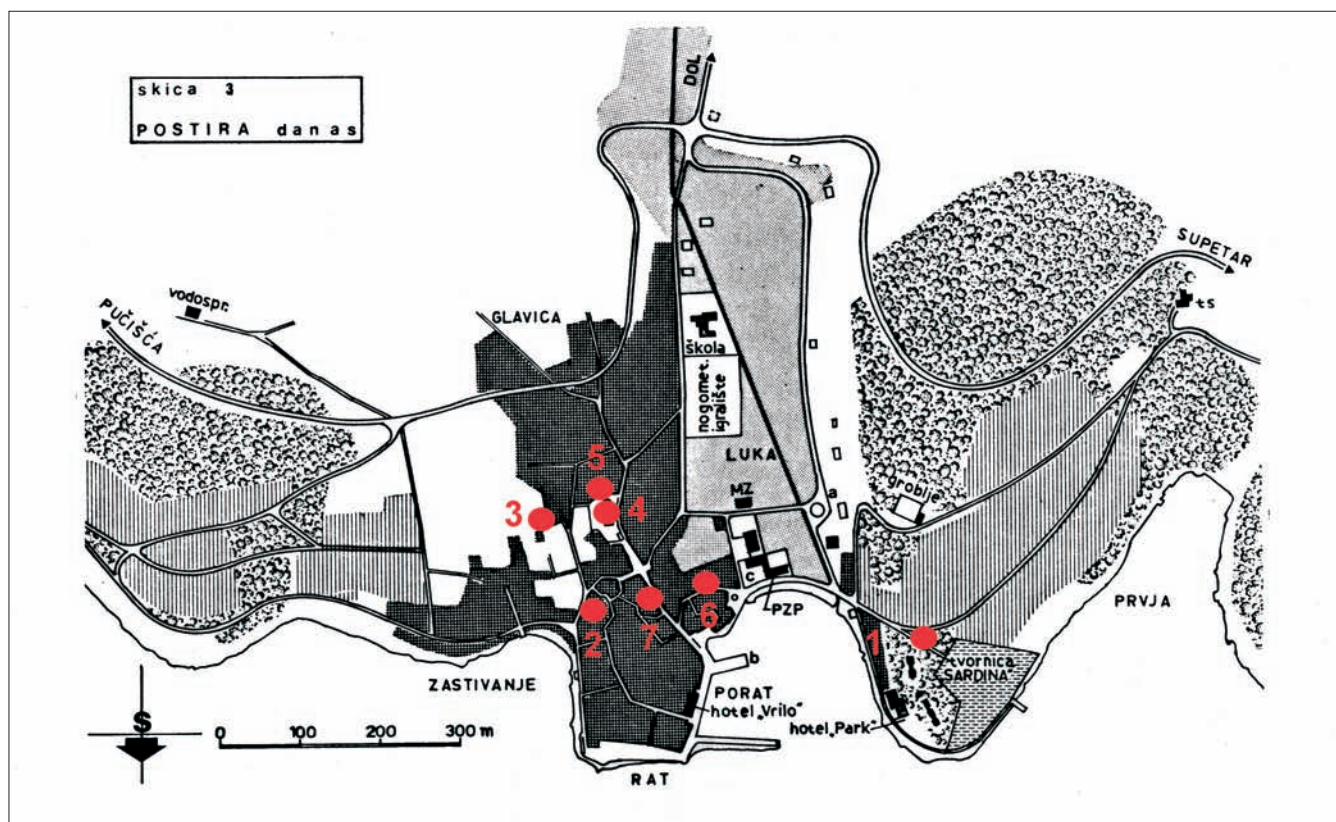 skica 3
POSTIRA danas
DOL
SUPETAR
ts
vodospr.
PUČIŠĆA
GLAVICA
škola
nogomet.
igralište
LUKA
MZ
a
groblje
5
3
4
2
7
6
1
c
PZP
PRVJA
tvornica
"SARDINA"
ZASTIVANJE
b
PORAT
hotel „Vrilo"
hotel „Park"
S
0 100 200 300 m
RAT